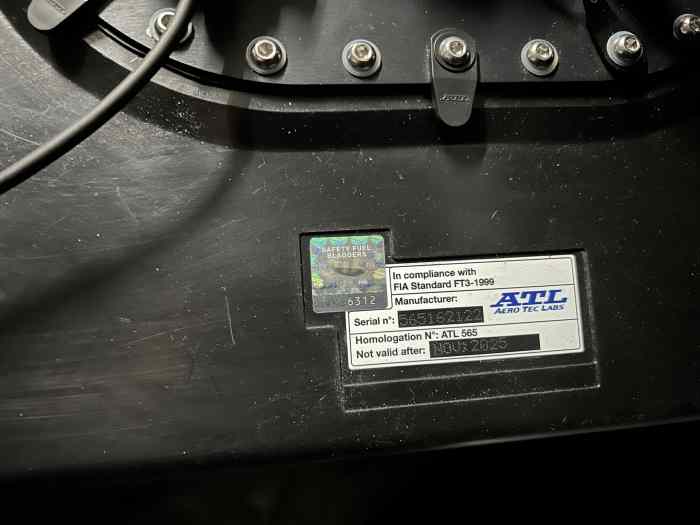 ATL
SAFETY FUEL
BLADDERS
6312
In compliance with
FIA Standard FT3-1999
Manufacturer:
ATL
AERO TEC LABS
Serial n°: 565162122
Homologation N°: ATL 565
Not valid after: NOV: 2025